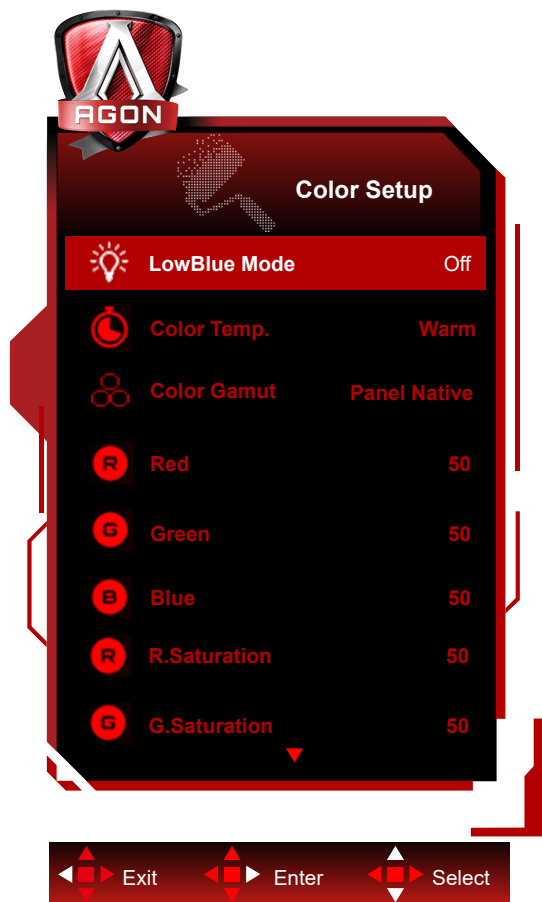 AGON
Color Setup
LowBlue Mode Off
Color Temp. Warm
Color Gamut Panel Native
R Red 50
G Green 50
B Blue 50
R R.Saturation 50
G G.Saturation 50
Exit Enter Select